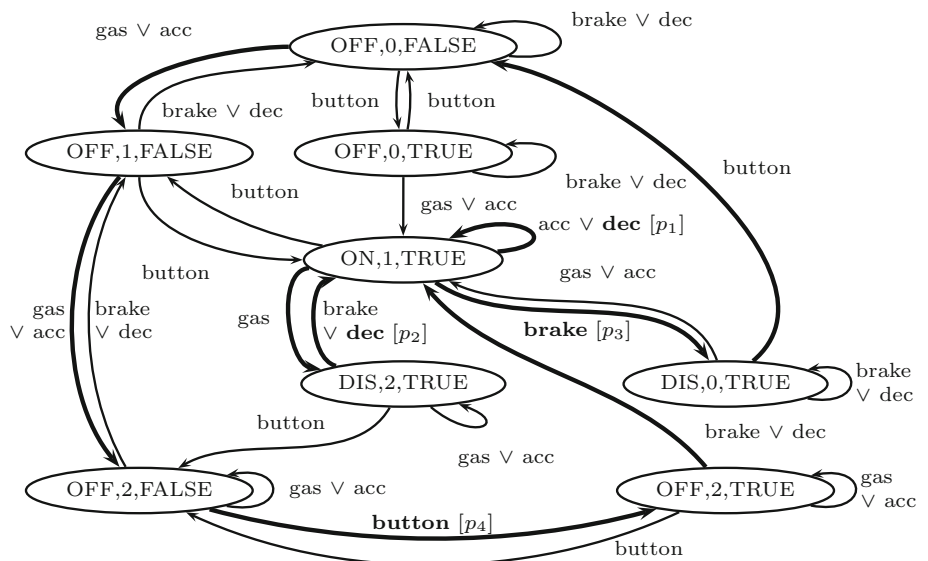 gas ∨ acc
OFF,0,FALSE
brake ∨ dec
button
button
brake ∨ dec
OFF,1,FALSE
OFF,0,TRUE
brake ∨ dec
button
button
gas ∨ acc
acc ∨ dec [p1]
ON,1,TRUE
button
gas ∨ acc
gas
∨ acc
brake
∨ dec
gas
brake
∨ dec [p2]
brake [p3]
DIS,2,TRUE
DIS,0,TRUE
brake
∨ dec
button
brake ∨ dec
gas ∨ acc
OFF,2,FALSE
gas ∨ acc
OFF,2,TRUE
gas
∨ acc
button [p4]
button